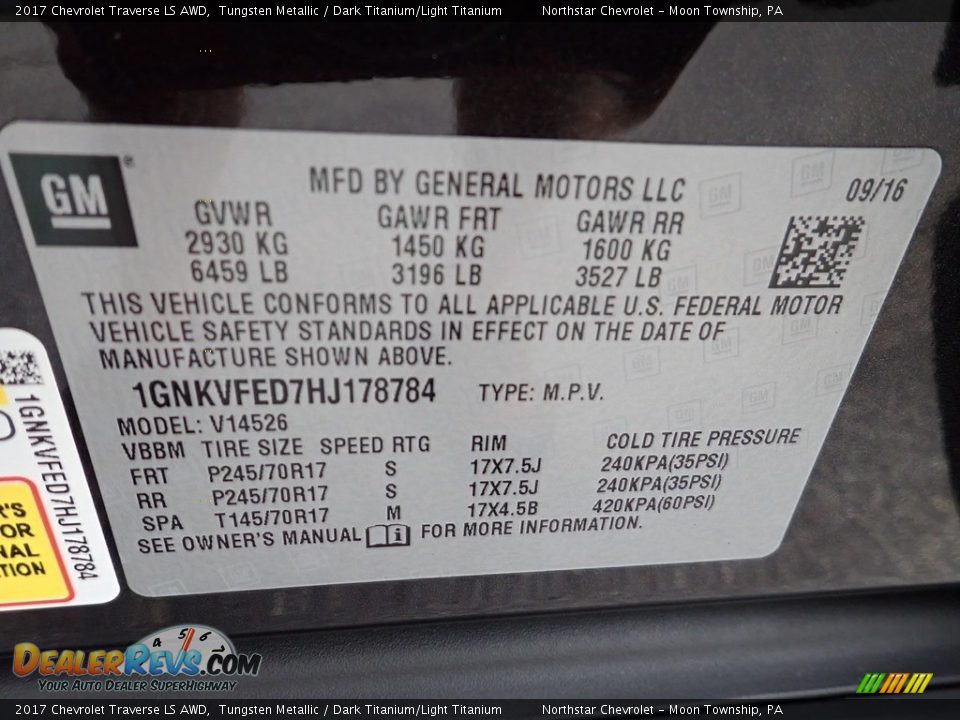 2017 Chevrolet Traverse LS AWD,  Tungsten Metallic / Dark Titanium/Light Titanium    Northstar Chevrolet - Moon Township, PA
GM®
MFD BY GENERAL MOTORS LLC 09/16
GVWR GAWR FRT GAWR RR
2930 KG 1450 KG 1600 KG
6459 LB 3196 LB 3527 LB
THIS VEHICLE CONFORMS TO ALL APPLICABLE U.S. FEDERAL MOTOR
VEHICLE SAFETY STANDARDS IN EFFECT ON THE DATE OF
MANUFACTURE SHOWN ABOVE.
1GNKVFED7HJ178784 TYPE: M.P.V.
MODEL: V14526
VBBM TIRE SIZE SPEED RTG RIM COLD TIRE PRESSURE
FRT P245/70R17 S 17X7.5J 240KPA(35PSI)
RR P245/70R17 S 17X7.5J 240KPA(35PSI)
SPA T145/70R17 M 17X4.5B 420KPA(60PSI)
SEE OWNER'S MANUAL i FOR MORE INFORMATION.
1GNKVFED7HJ178784
4 5 6
DealerRevs.com
Your Auto Dealer SuperHighway
2017 Chevrolet Traverse LS AWD,  Tungsten Metallic / Dark Titanium/Light Titanium    Northstar Chevrolet - Moon Township, PA